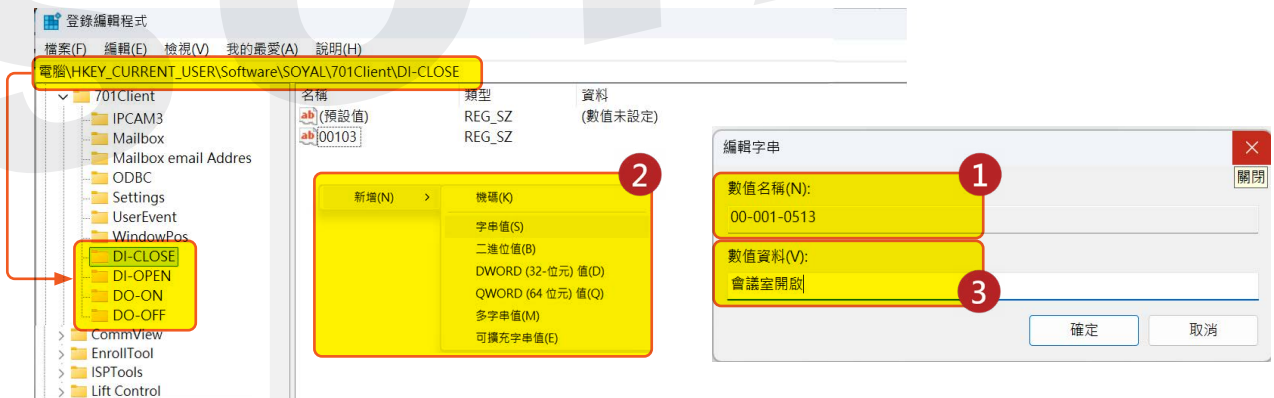 登錄編輯程式
檔案(F) 編輯(E) 檢視(V) 我的最愛(A) 說明(H)
電腦\HKEY_CURRENT_USER\Software\SOYAL\701Client\DI-CLOSE
701Client
IPCAM3
Mailbox
Mailbox email Addres
ODBC
Settings
UserEvent
WindowPos
DI-CLOSE
DI-OPEN
DO-ON
DO-OFF
CommView
EnrollTool
ISPTools
Lift Control
名稱 類型 資料
ab (預設值) REG_SZ (數值未設定)
ab 00103 REG_SZ
2
新增(N) >
機碼(K)
字串值(S)
二進位值(B)
DWORD (32-位元) 值(D)
QWORD (64 位元) 值(Q)
多字串值(M)
可擴充字串值(E)
編輯字串
關閉
1
數值名稱(N):
00-001-0513
數值資料(V):
會議室開啟
3
確定 取消